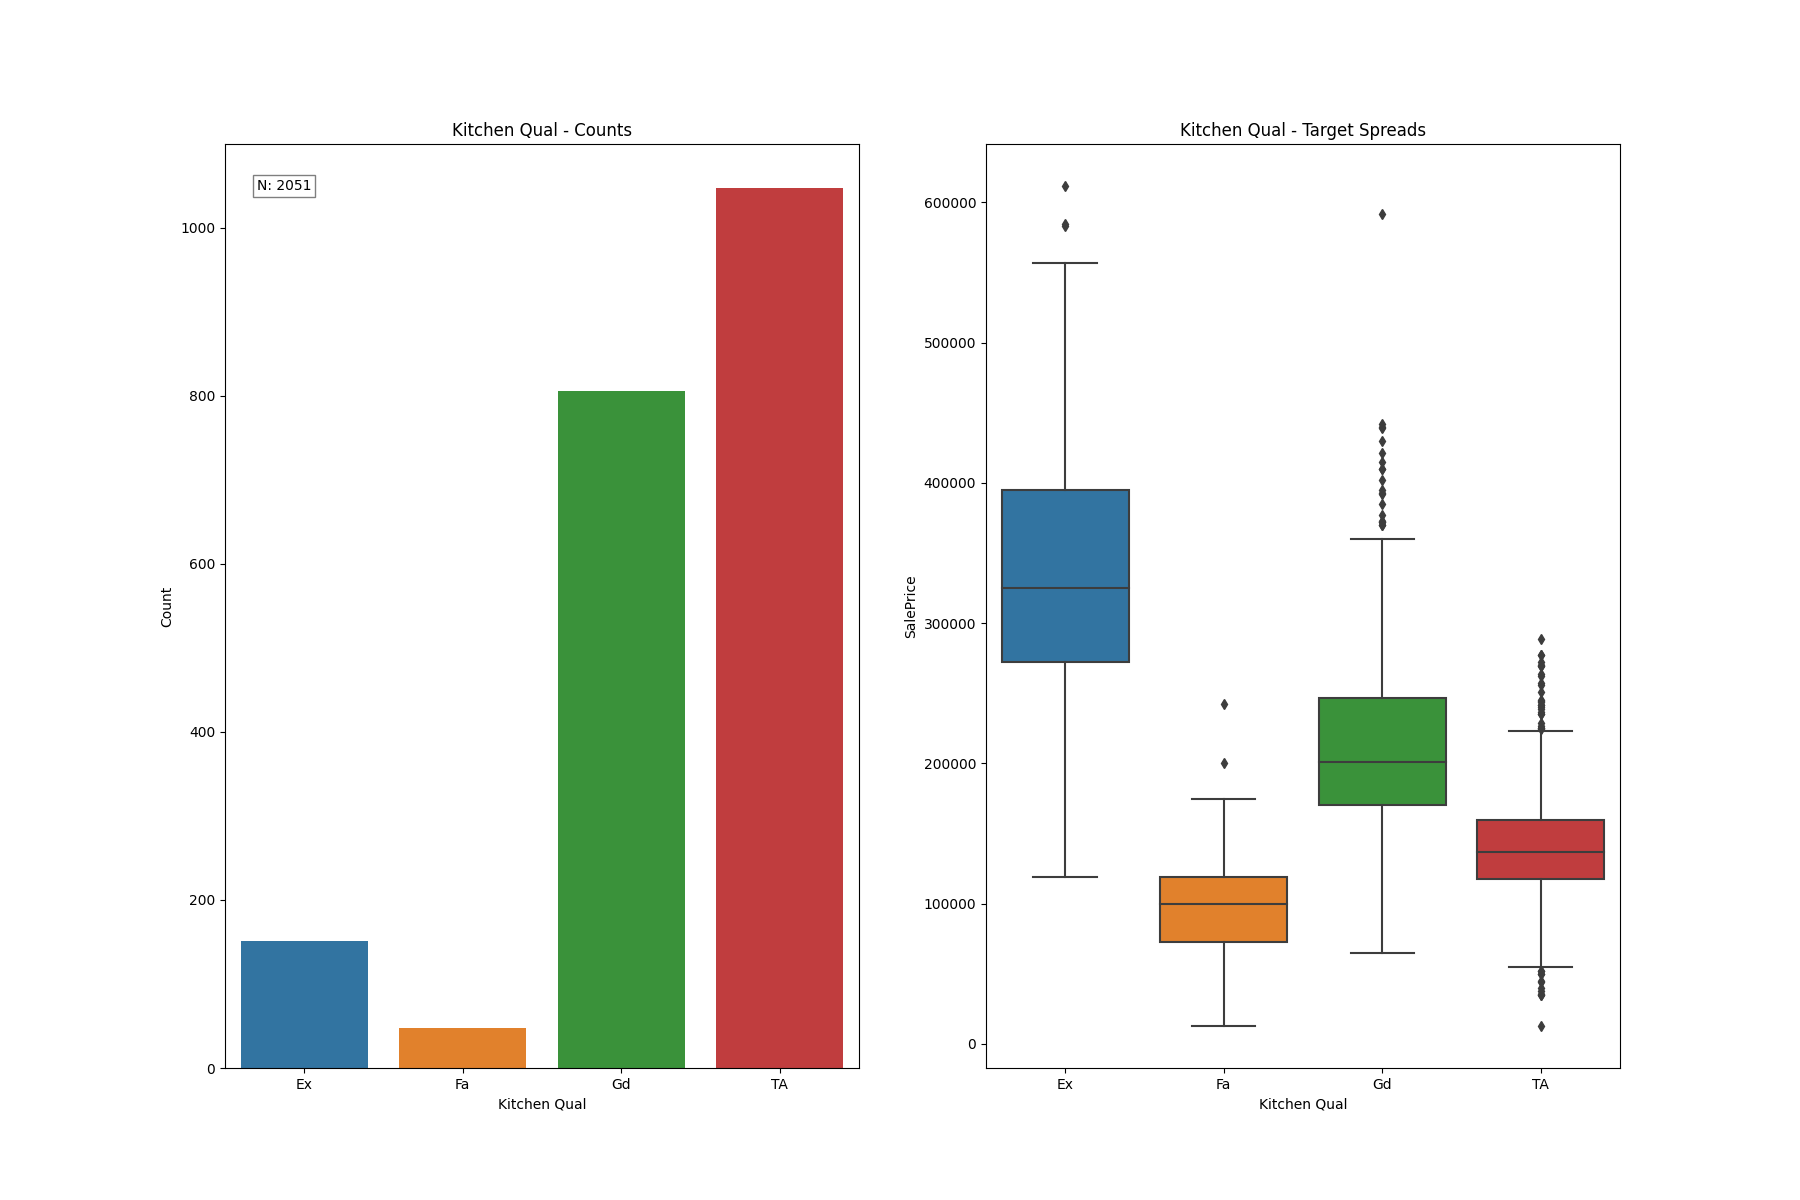 Kitchen Qual - Counts
N: 2051
1000
800
600
400
200
0
Count
Ex Fa Gd TA
Kitchen Qual
Kitchen Qual - Target Spreads
600000
500000
400000
300000
200000
100000
0
SalePrice
Ex Fa Gd TA
Kitchen Qual